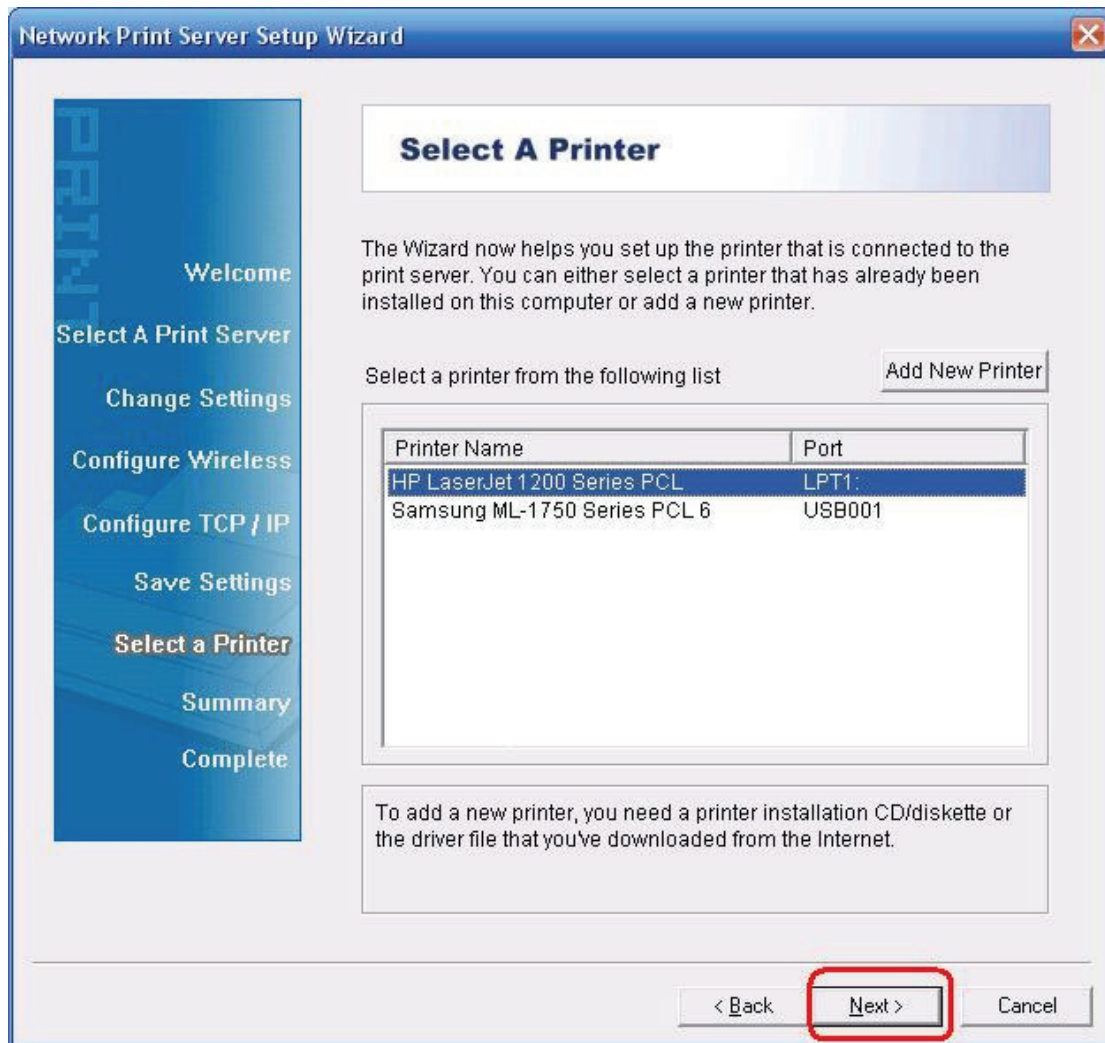 Network Print Server Setup Wizard
PRINT
Welcome
Select A Print Server
Change Settings
Configure Wireless
Configure TCP / IP
Save Settings
Select a Printer
Summary
Complete
Select A Printer
The Wizard now helps you set up the printer that is connected to the
print server. You can either select a printer that has already been
installed on this computer or add a new printer.
Select a printer from the following list
Add New Printer
Printer Name Port
HP LaserJet 1200 Series PCL LPT1:
Samsung ML-1750 Series PCL 6 USB001
To add a new printer, you need a printer installation CD/diskette or
the driver file that you've downloaded from the Internet.
< Back Next > Cancel